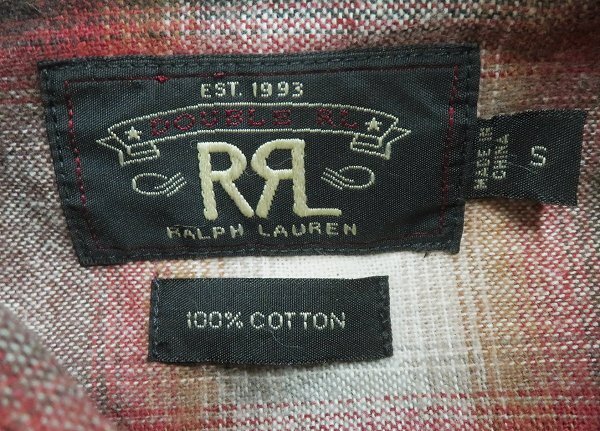 EST. 1993
DOUBLE RL
RRL
RALPH LAUREN
MADE IN
CHINA
S
100% COTTON